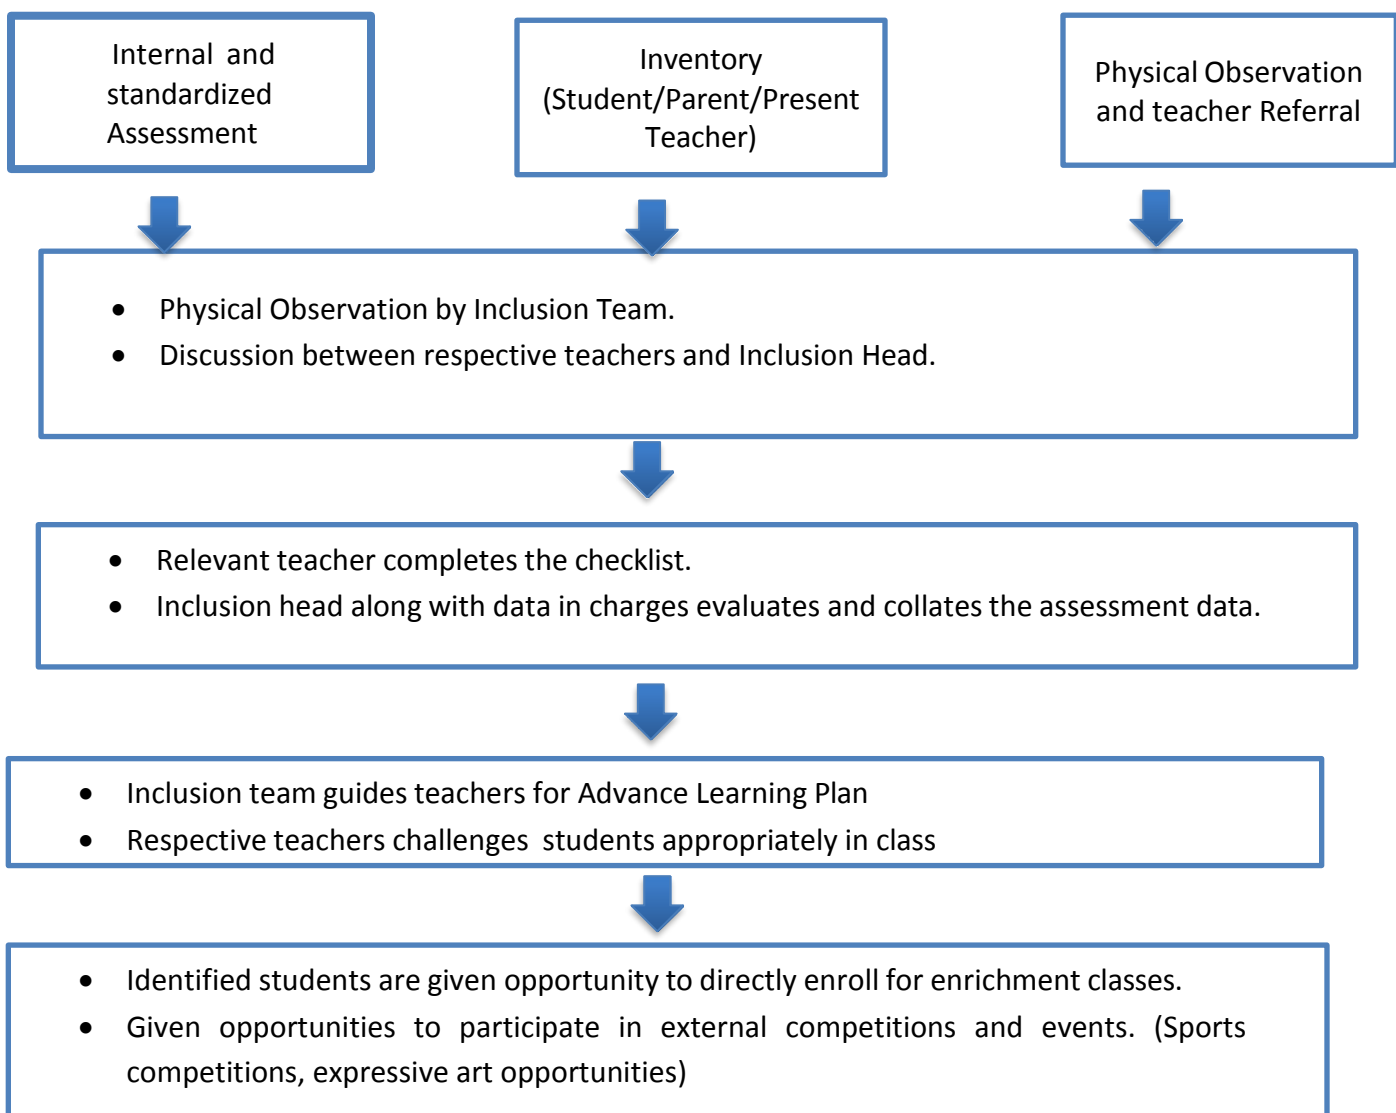 Internal and
standardized
Assessment
Inventory
(Student/Parent/Present
Teacher)
Physical Observation
and teacher Referral
• Physical Observation by Inclusion Team.
• Discussion between respective teachers and Inclusion Head.
• Relevant teacher completes the checklist.
• Inclusion head along with data in charges evaluates and collates the assessment data.
• Inclusion team guides teachers for Advance Learning Plan
• Respective teachers challenges students appropriately in class
• Identified students are given opportunity to directly enroll for enrichment classes.
• Given opportunities to participate in external competitions and events. (Sports
competitions, expressive art opportunities)